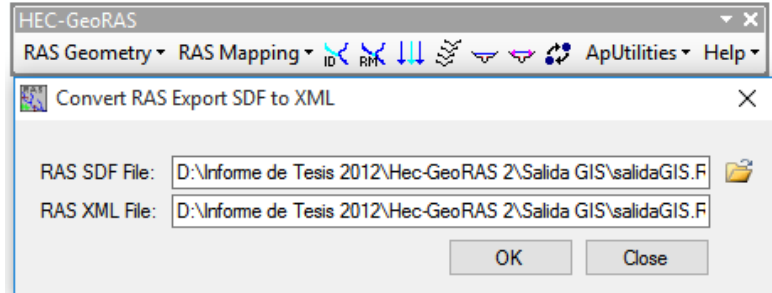 HEC-GeoRAS
RAS Geometry RAS Mapping ID RM ApUtilities Help
Convert RAS Export SDF to XML
RAS SDF File: D:\Informe de Tesis 2012\Hec-GeoRAS 2\Salida GIS\salidaGIS.R
RAS XML File: D:\Informe de Tesis 2012\Hec-GeoRAS 2\Salida GIS\salidaGIS.R
OK Close